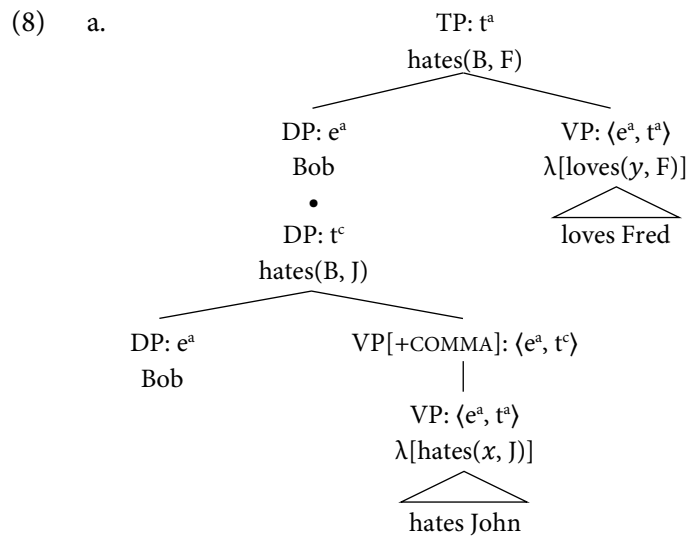 (8) a. TP: tᵃ
hates(B, F)
DP: eᵃ VP: ⟨eᵃ, tᵃ⟩
Bob λ[loves(y, F)]
•
DP: tᶜ loves Fred
hates(B, J)
DP: eᵃ VP[+COMMA]: ⟨eᵃ, tᶜ⟩
Bob
VP: ⟨eᵃ, tᵃ⟩
λ[hates(x, J)]
hates John